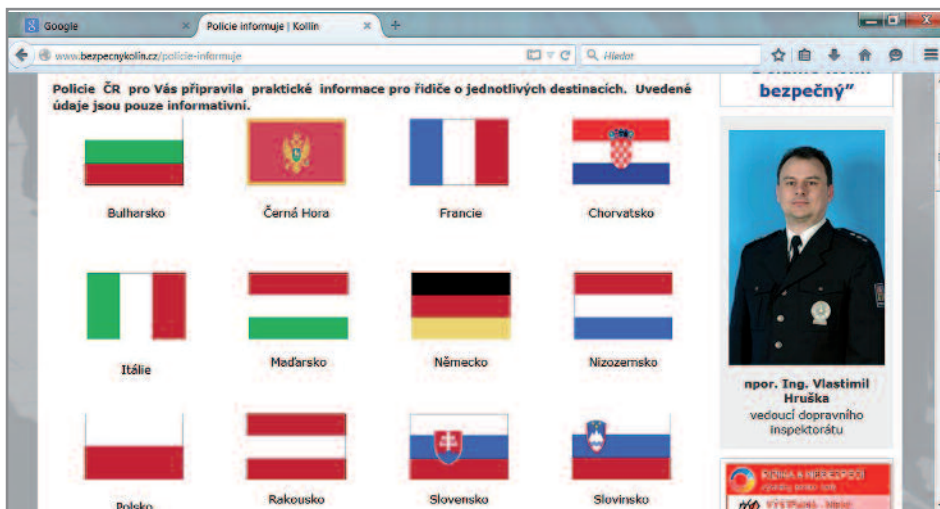 Google
Policie informuje | Kolíín
www.bezpecnykolin.cz/policie-informuje
Hledat
Policie ČR pro Vás připravila praktické informace pro řidiče o jednotlivých destinacích. Uvedené
údaje jsou pouze informativní.
bezpečný"
Bulharsko
Černá Hora
Francie
Chorvatsko
Itálie
Maďarsko
Německo
Nizozemsko
npor. Ing. Vlastimil
Hruška
vedoucí dopravního
inspektorátu
Polsko
Rakousko
Slovensko
Slovinsko